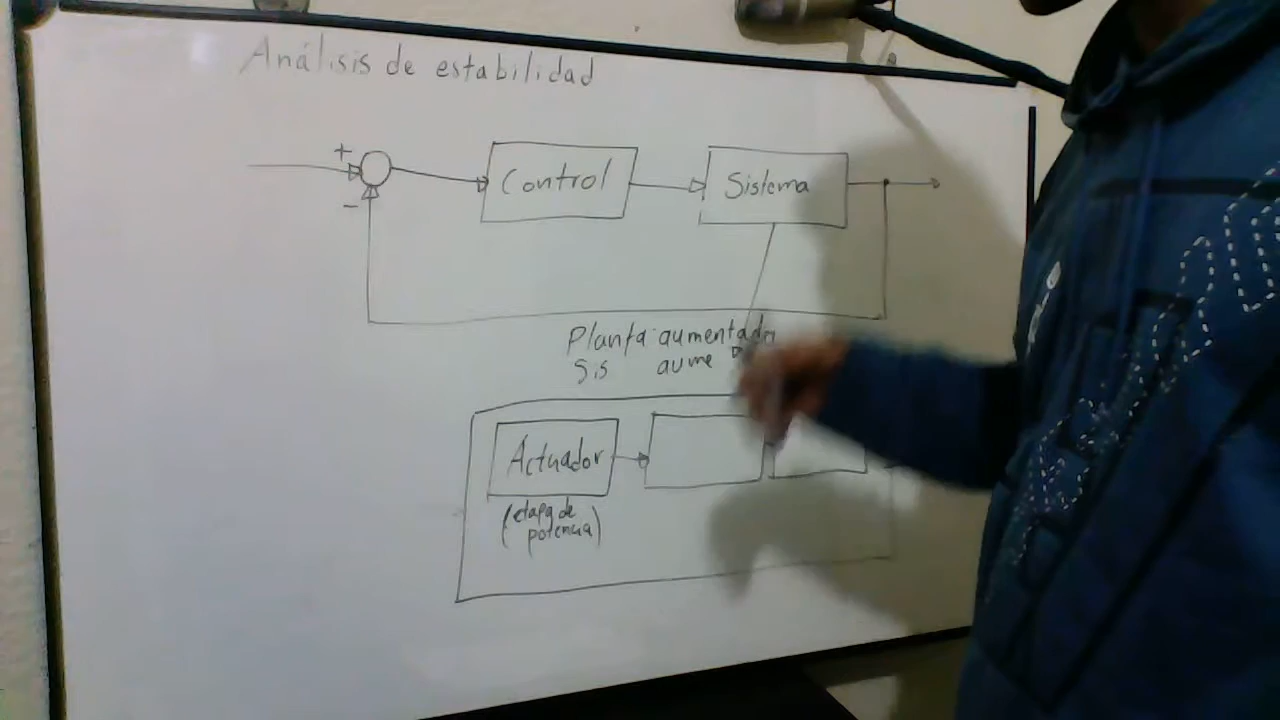 Análisis de estabilidad
+
-
Control
Sistema
Planta aumentada
Sis aume
Actuador
(etapa de
potencia)